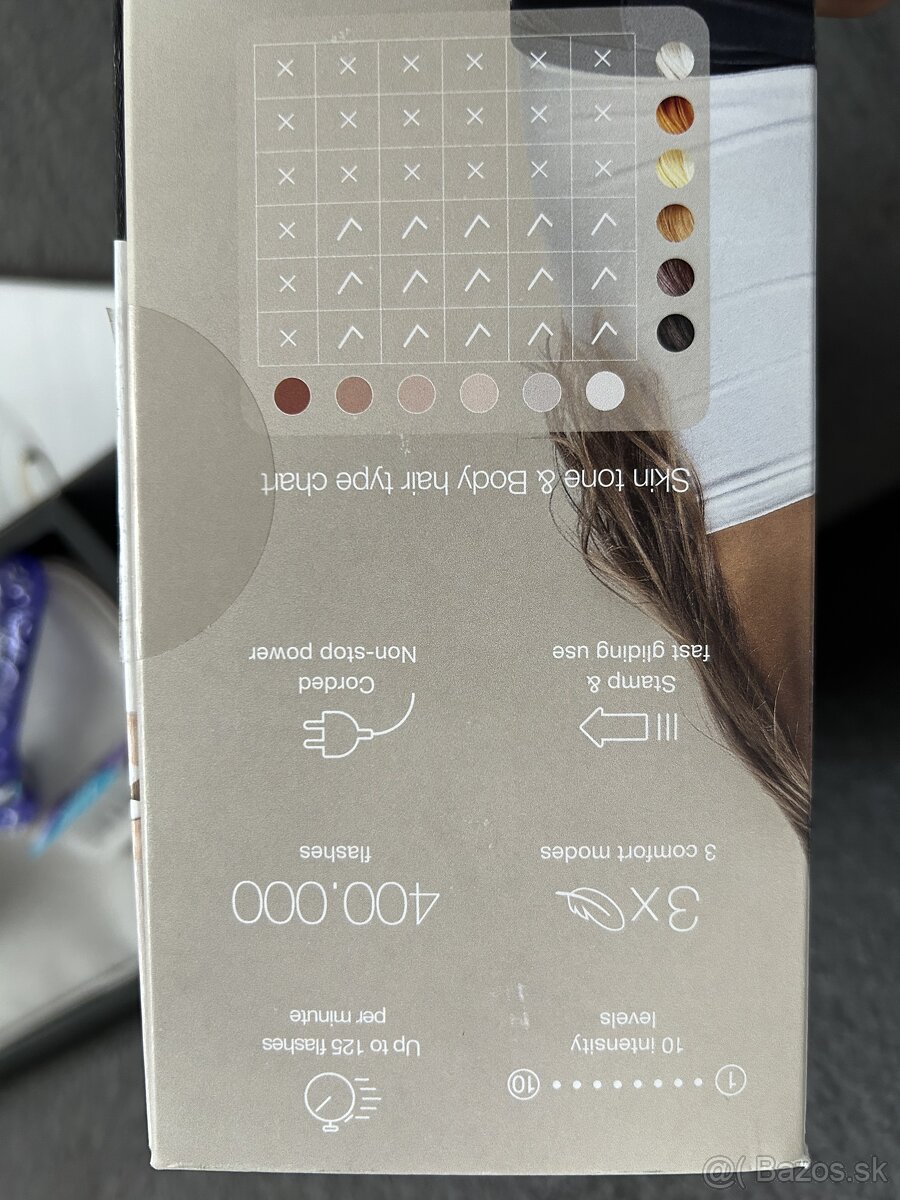 1 10
10 intensity
levels
Up to 125 flashes
per minute
3x
3 comfort modes
400.000
flashes
Stamp &
fast gliding use
Corded
Non-stop power
Skin tone & Body hair type chart
@( Bazos.sk